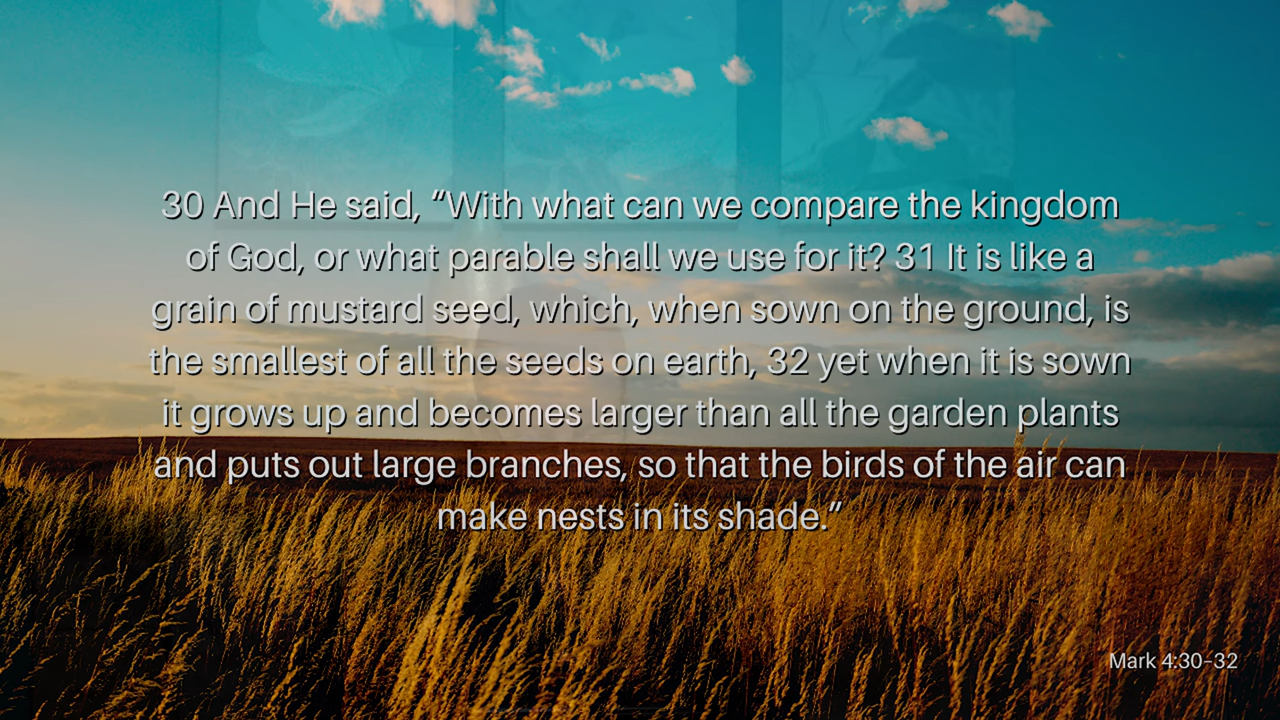 30 And He said, “With what can we compare the kingdom
of God, or what parable shall we use for it? 31 It is like a
grain of mustard seed, which, when sown on the ground, is
the smallest of all the seeds on earth, 32 yet when it is sown
it grows up and becomes larger than all the garden plants
and puts out large branches, so that the birds of the air can
make nests in its shade.”
Mark 4:30–32